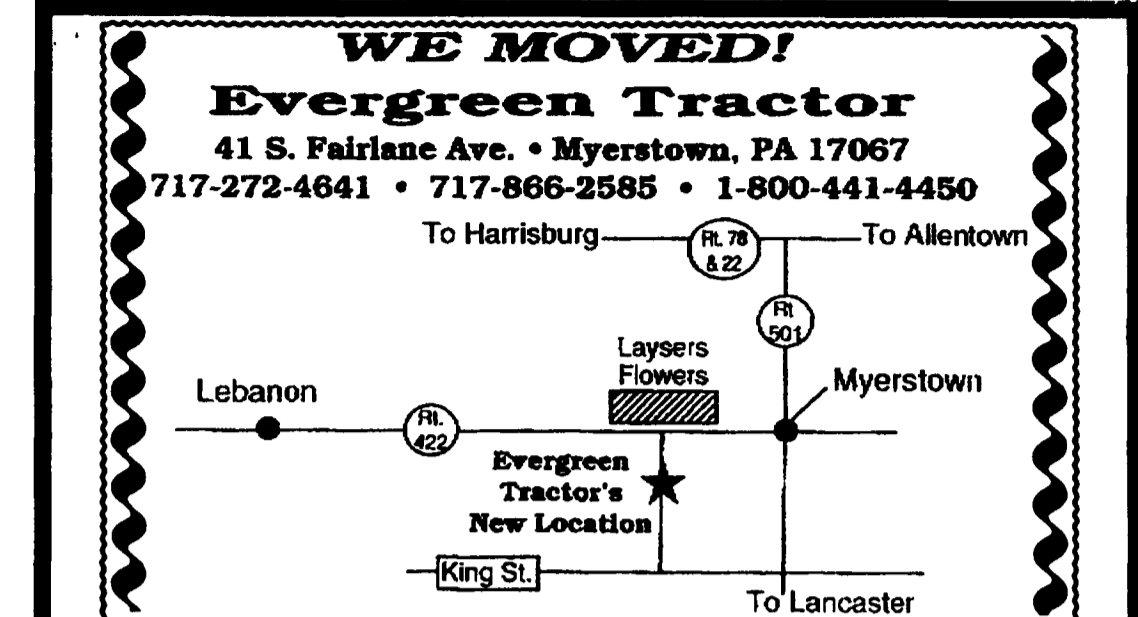 WE MOVED!
Evergreen Tractor
41 S. Fairlane Ave. • Myerstown, PA 17067
717-272-4641 • 717-866-2585 • 1-800-441-4450
To Harrisburg
Rt. 78
& 22
To Allentown
Rt
501
Laysers
Flowers
Myerstown
Lebanon
Rt.
422
Evergreen
Tractor's
New Location
King St.
To Lancaster